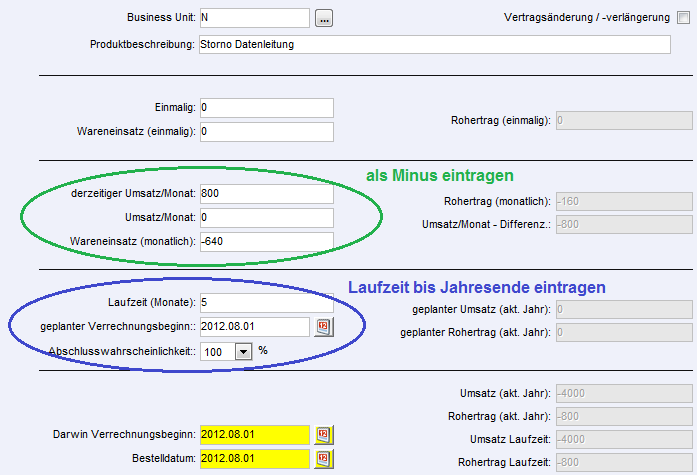 Business Unit: N ... Vertragsänderung / -verlängerung
Produktbeschreibung: Storno Datenleitung
Einmalig: 0
Rohertrag (einmalig): 0
Wareneinsatz (einmalig): 0
als Minus eintragen
derzeitiger Umsatz/Monat: 800
Rohertrag (monatlich): -160
Umsatz/Monat: 0
Umsatz/Monat - Differenz.: -800
Wareneinsatz (monatlich): -640
Laufzeit bis Jahresende eintragen
Laufzeit (Monate): 5
geplanter Umsatz (akt. Jahr): 0
geplanter Verrechnungsbeginn:: 2012.08.01 12
geplanter Rohertrag (akt. Jahr): 0
Abschlusswahrscheinlichkeit:: 100 %
Umsatz (akt. Jahr): -4000
Rohertrag (akt. Jahr): -800
Darwin Verrechnungsbeginn: 2012.08.01 12
Umsatz Laufzeit: -4000
Bestelldatum: 2012.08.01 12
Rohertrag Laufzeit: -800